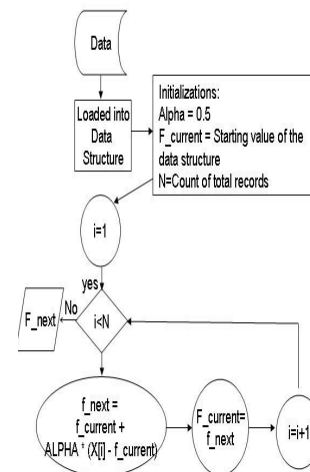 Data
Loaded into
Data
Structure
Initializations:
Alpha = 0.5
F_current = Starting value of the
data structure
N=Count of total records
i=1
yes
No
i<N
F_next
f_next =
f_current +
ALPHA * (X[i] - f_current)
F_current=
f_next
i=i+1